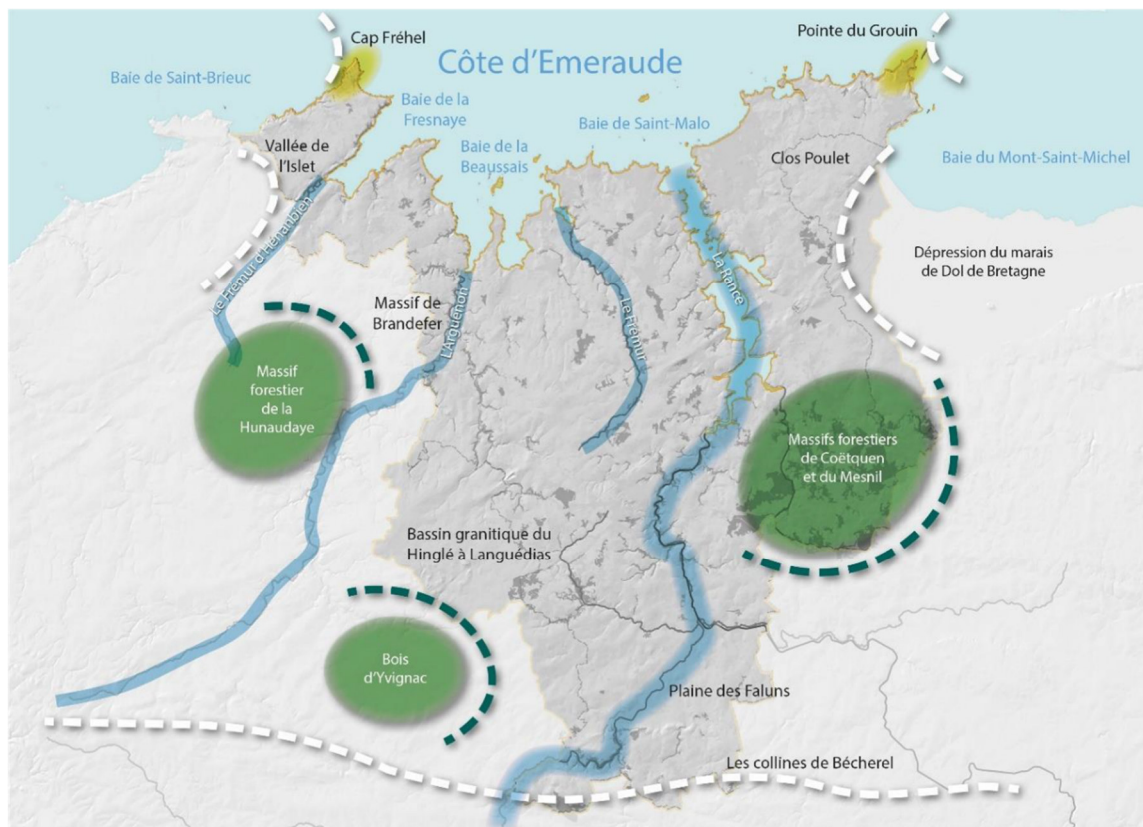 Cap Fréhel
Pointe du Grouin
Côte d'Emeraude
Baie de Saint-Brieuc
Baie de la
Fresnaye
Baie de Saint-Malo
Vallée de
l'Islet
Baie de la
Beaussais
Clos Poulet
Baie du Mont-Saint-Michel
Le Frémur d'Hénanbien
La Rance
Dépression du marais
de Dol de Bretagne
Massif de
Brandefer
L'Arguenon
Le Frémur
Massif
forestier
de la
Hunaudaye
Massifs forestiers
de Coëtquen
et du Mesnil
Bassin granitique du
Hinglé à Languédias
Bois
d'Yvignac
Plaine des Faluns
Les collines de Bécherel